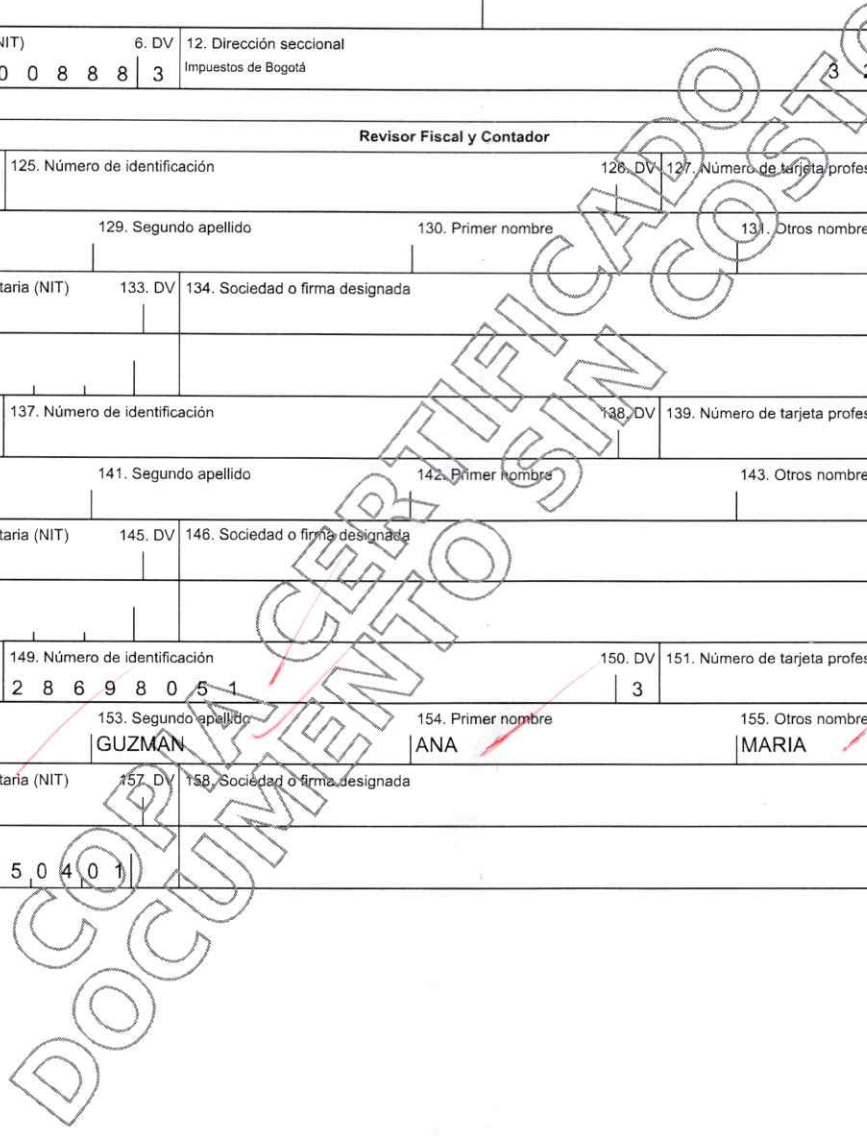 NIT) 6. DV 12. Dirección seccional
0 0 8 8 8 3 Impuestos de Bogotá 3 2
Revisor Fiscal y Contador
125. Número de identificación 126. DV 127. Número de tarjeta profes
129. Segundo apellido 130. Primer nombre 131. Otros nombre
taria (NIT) 133. DV 134. Sociedad o firma designada
137. Número de identificación 138. DV 139. Número de tarjeta profes
141. Segundo apellido 142. Primer nombre 143. Otros nombre
taria (NIT) 145. DV 146. Sociedad o firma designada
149. Número de identificación 150. DV 151. Número de tarjeta profes
2 8 6 9 8 0 5 1 3
153. Segundo apellido 154. Primer nombre 155. Otros nombre
GUZMAN ANA MARIA
taria (NIT) 157. DV 158. Sociedad o firma designada
5 0 4 0 1
COPIA CERTIFICADO
DOCUMENTO SIN COSTO